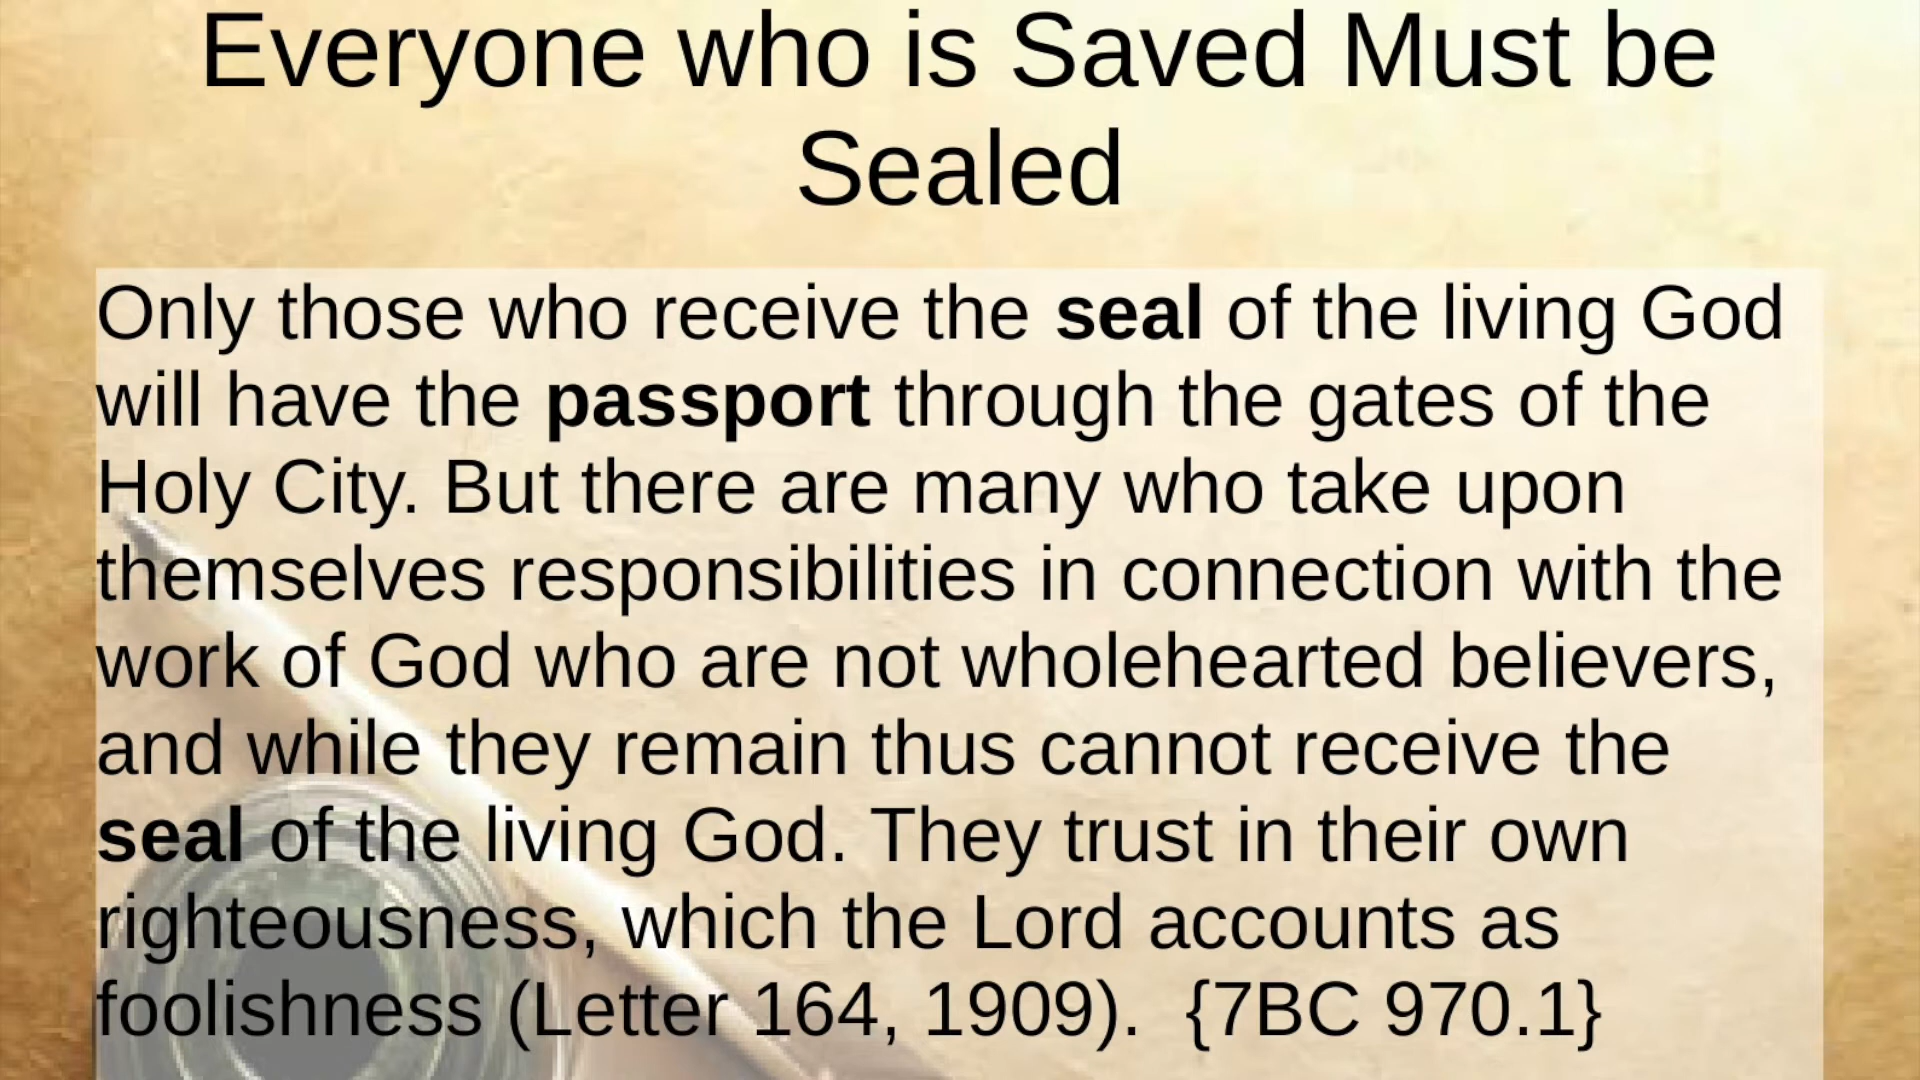 Everyone who is Saved Must be
Sealed
Only those who receive the seal of the living God
will have the passport through the gates of the
Holy City. But there are many who take upon
themselves responsibilities in connection with the
work of God who are not wholehearted believers,
and while they remain thus cannot receive the
seal of the living God. They trust in their own
righteousness, which the Lord accounts as
foolishness (Letter 164, 1909).  {7BC 970.1}